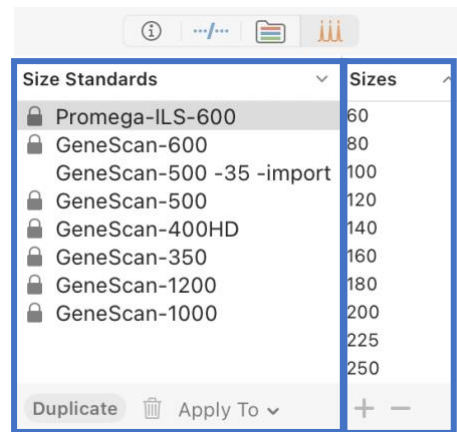 Size Standards
Promega-ILS-600
GeneScan-600
GeneScan-500 -35 -import
GeneScan-500
GeneScan-400HD
GeneScan-350
GeneScan-1200
GeneScan-1000
Duplicate Apply To
Sizes
60
80
100
120
140
160
180
200
225
250